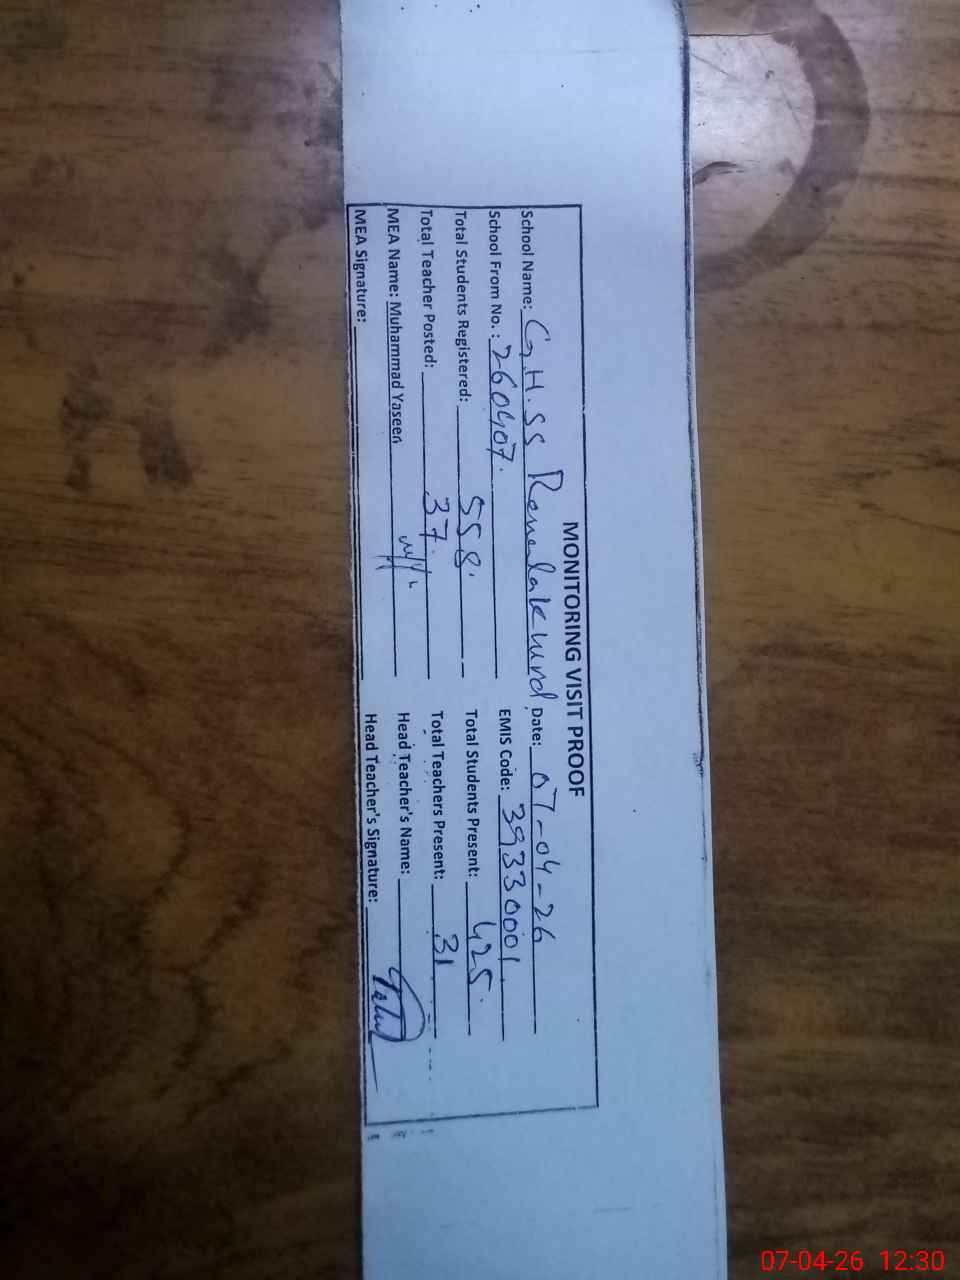 MONITORING VISIT PROOF
School Name: G.H.SS Renalakhurd Date: 07-04-26
School From No. : 260407. EMIS Code: 39330001
Total Students Registered: 558. Total Students Present: 425.
Total Teacher Posted: 37. Total Teachers Present: 31
MEA Name: Muhammad Yaseen Head Teacher's Name:
MEA Signature: Head Teacher's Signature:
07-04-26 12:30